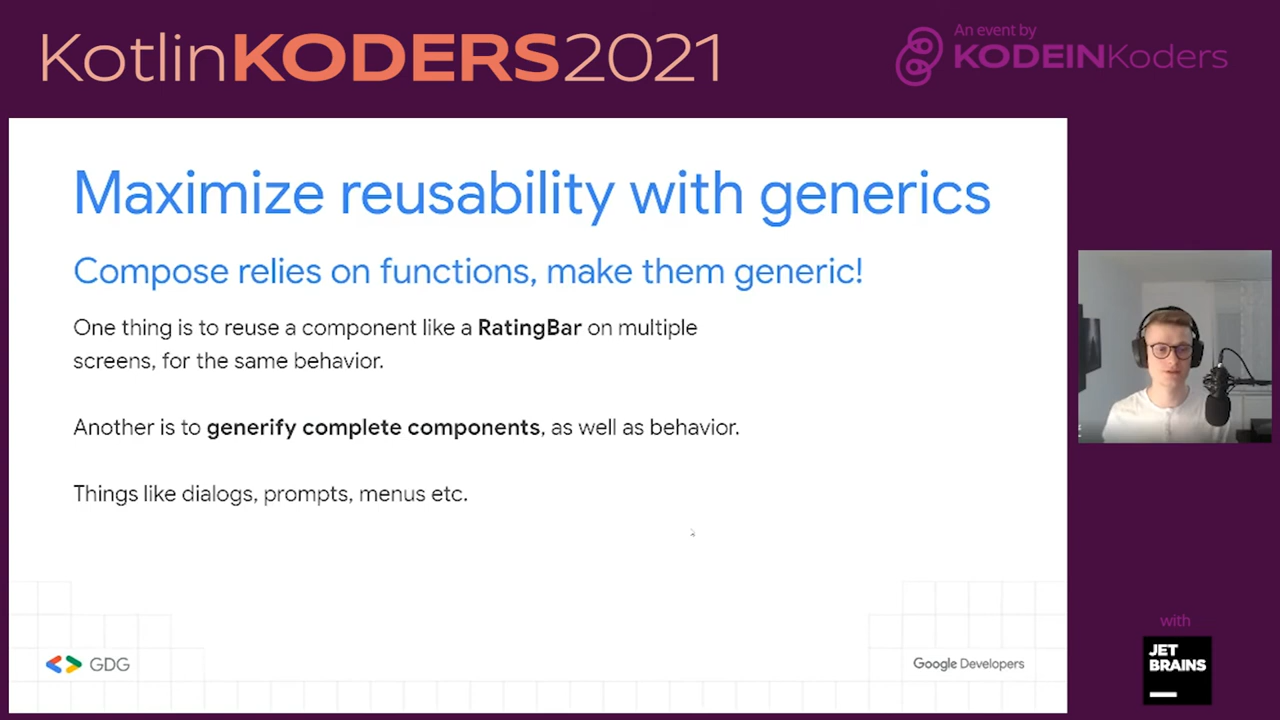 KotlinKODERS2021
An event by
KODEINKoders
Maximize reusability with generics
Compose relies on functions, make them generic!
One thing is to reuse a component like a RatingBar on multiple
screens, for the same behavior.
Another is to generify complete components, as well as behavior.
Things like dialogs, prompts, menus etc.
GDG
Google Developers
with
JET
BRAINS